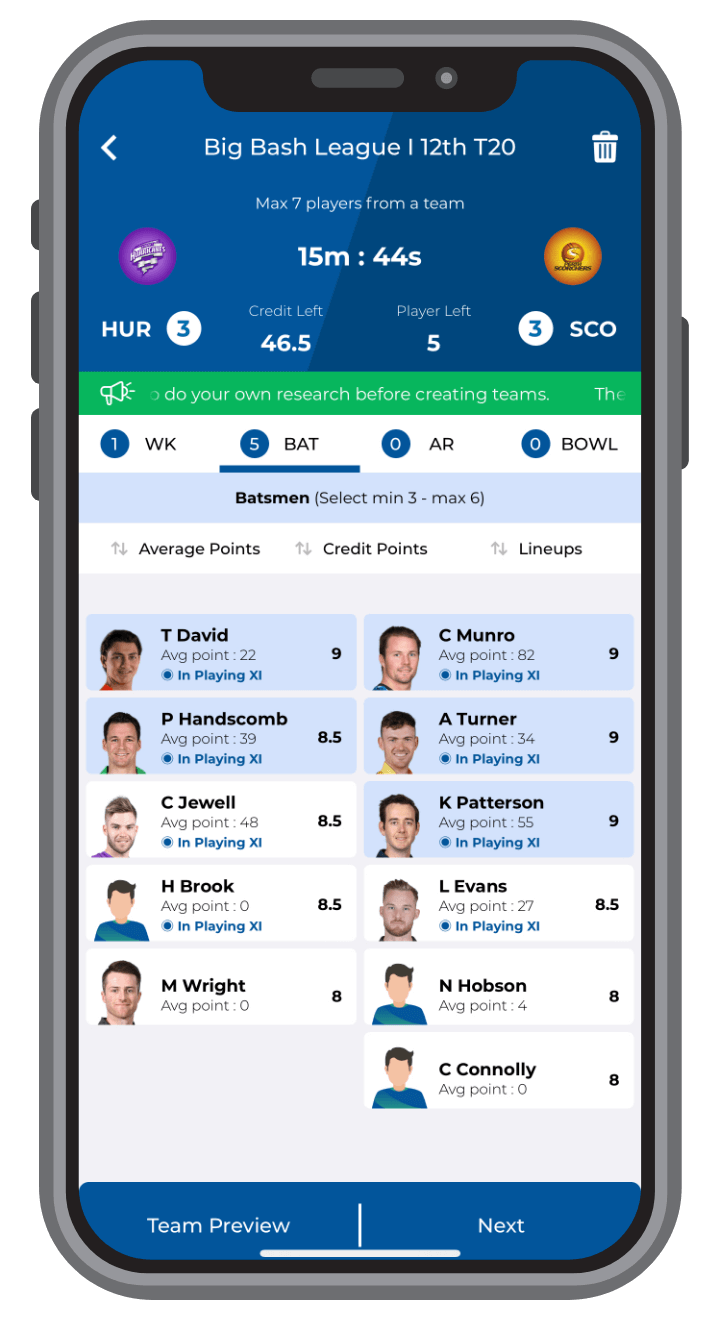 Big Bash League I 12th T20
Max 7 players from a team
HURRICANES
15m : 44s
SCORCHERS
HUR 3
Credit Left
46.5
Player Left
5
3 SCO
o do your own research before creating teams. The
1 WK
5 BAT
0 AR
0 BOWL
Batsmen (Select min 3 - max 6)
Average Points
Credit Points
Lineups
T David
Avg point : 22
In Playing XI
9
C Munro
Avg point : 82
In Playing XI
9
P Handscomb
Avg point : 39
In Playing XI
8.5
A Turner
Avg point : 34
In Playing XI
9
C Jewell
Avg point : 48
In Playing XI
8.5
K Patterson
Avg point : 55
In Playing XI
9
H Brook
Avg point : 0
In Playing XI
8.5
L Evans
Avg point : 27
In Playing XI
8.5
M Wright
Avg point : 0
8
N Hobson
Avg point : 4
8
C Connolly
Avg point : 0
8
Team Preview
Next